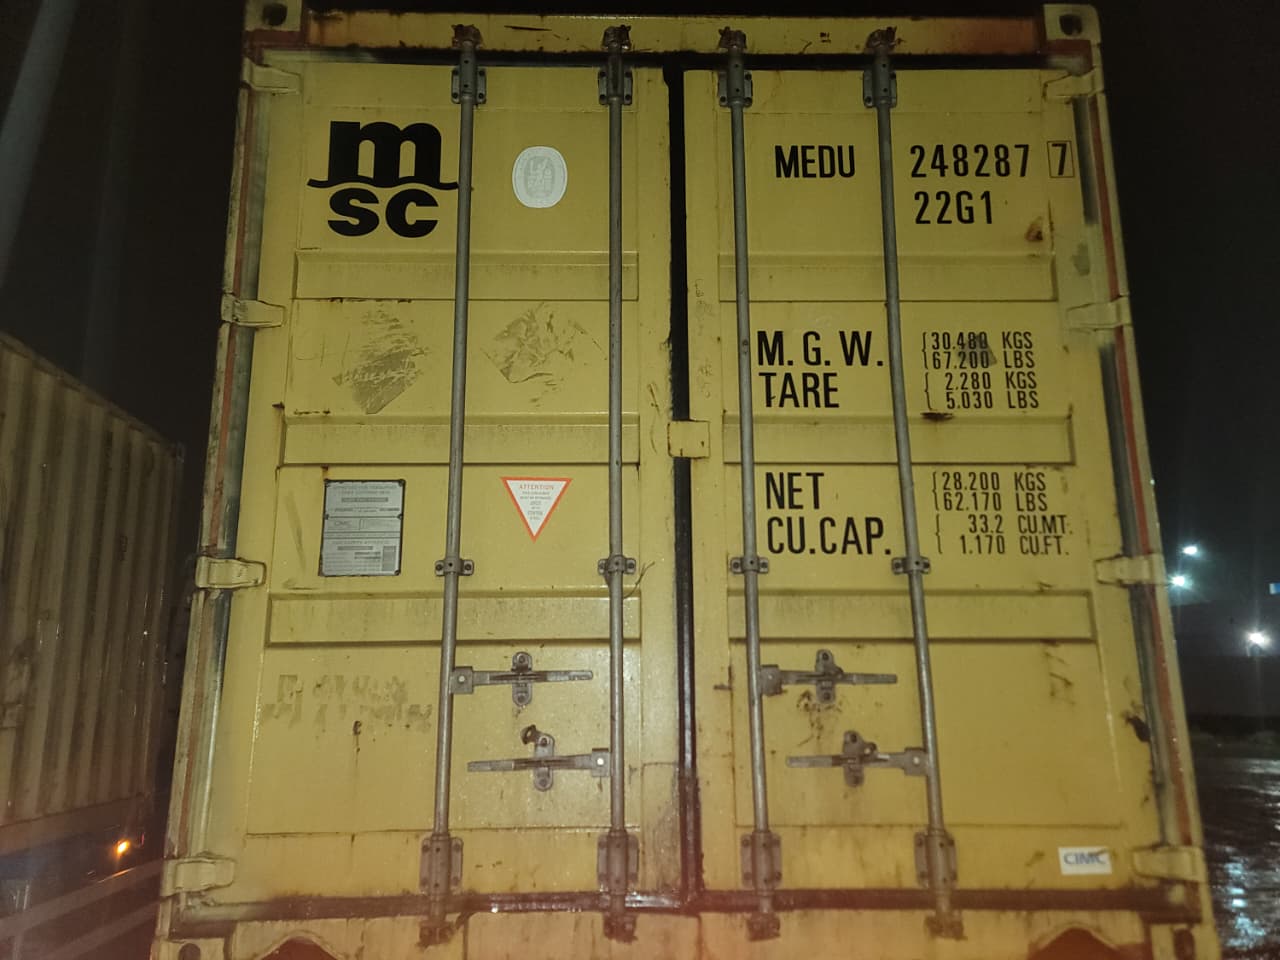 msc
MEDU 248287 7
22G1
M.G.W. 30.480 KGS
67.200 LBS
TARE 2.280 KGS
5.030 LBS
NET 28.200 KGS
62.170 LBS
CU.CAP. 33.2 CU.MT.
1.170 CU.FT.
ATTENTION
CIMC
CIMC